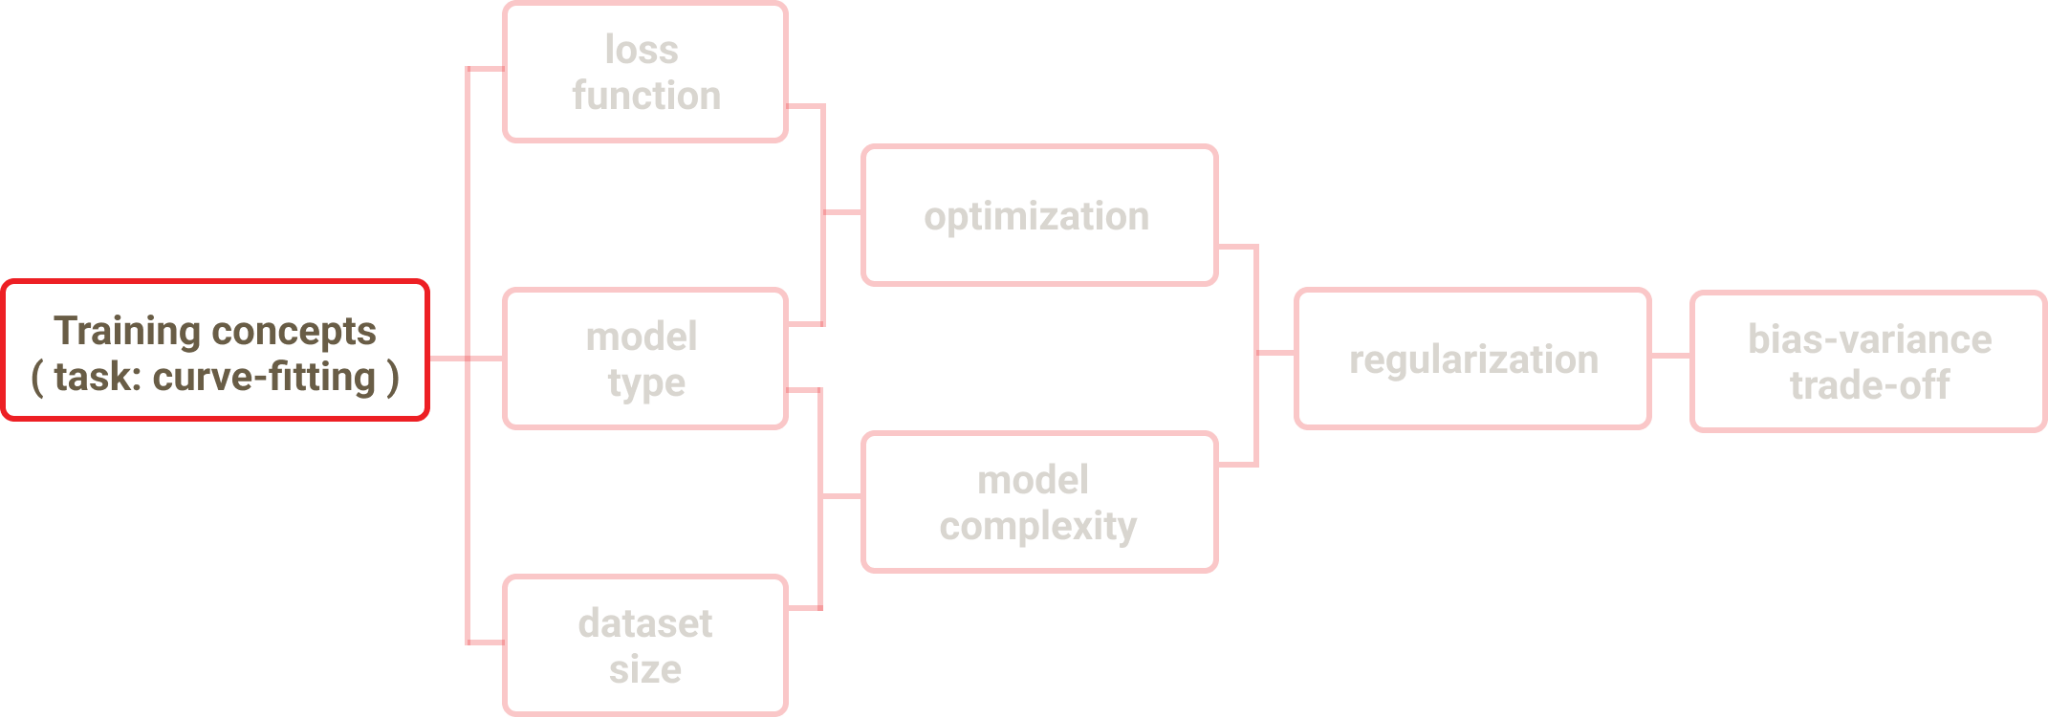 Training concepts
( task: curve-fitting )
loss
function
model
type
dataset
size
optimization
model
complexity
regularization
bias-variance
trade-off